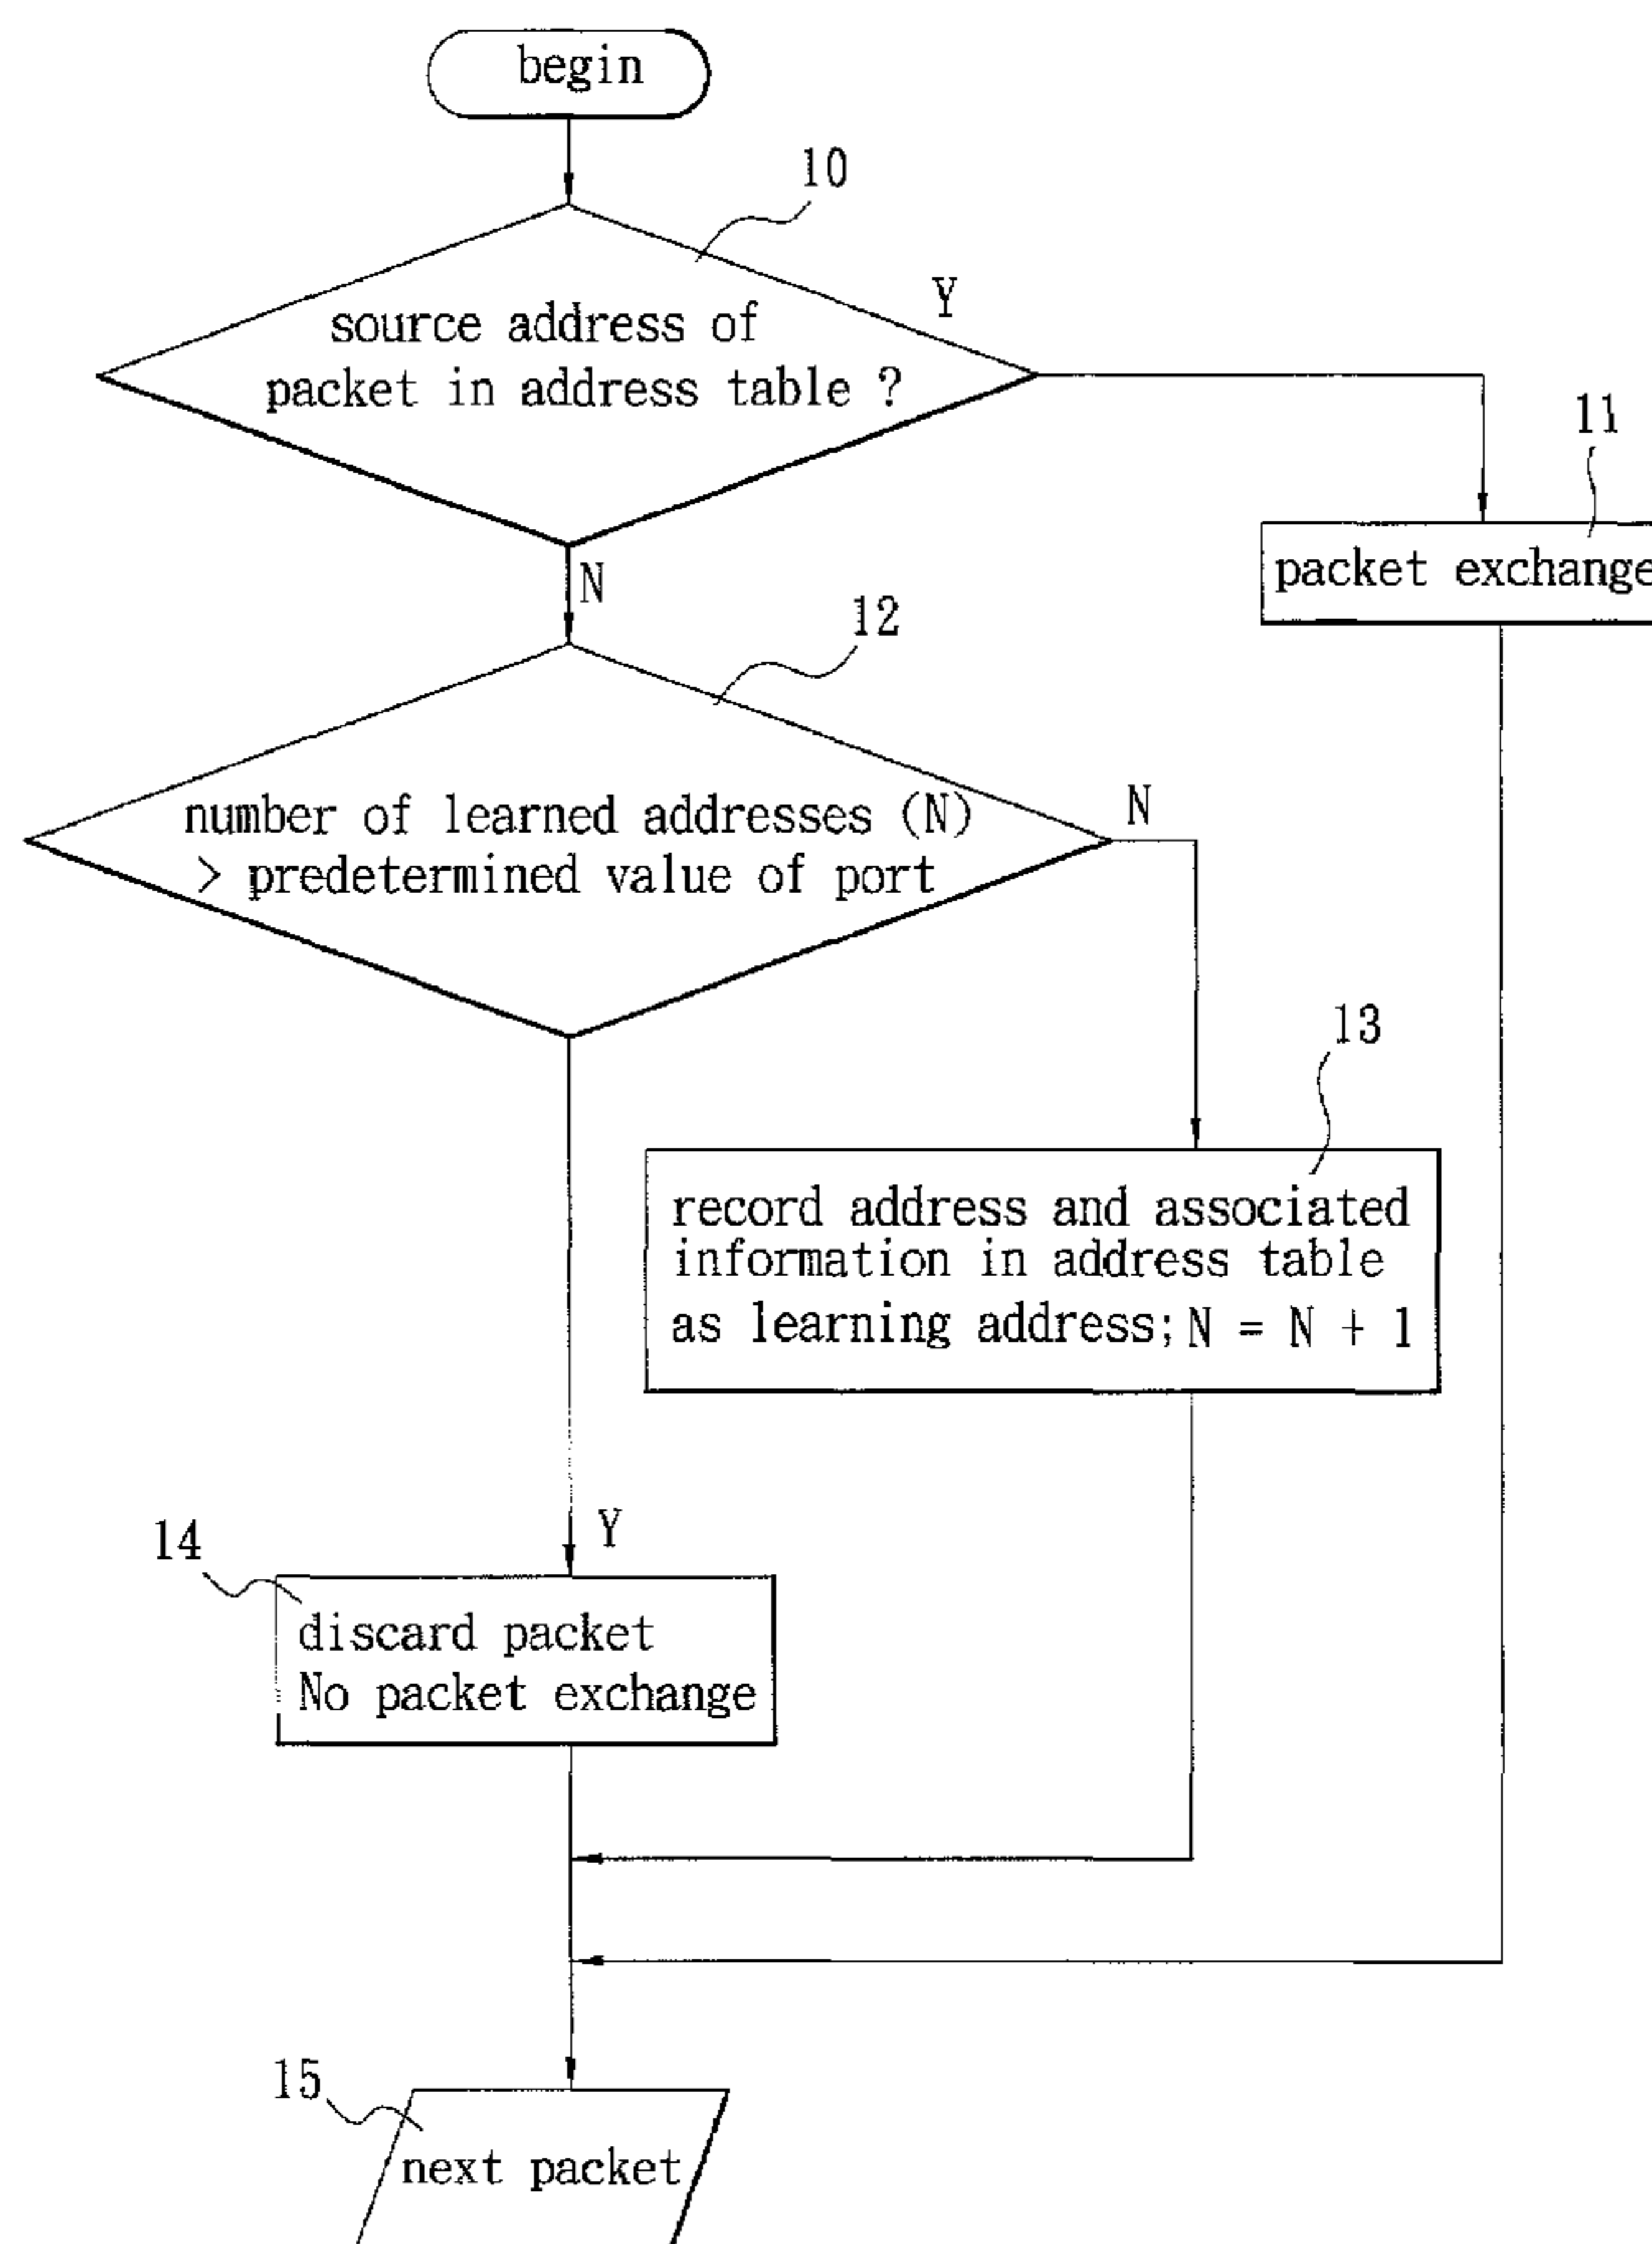 begin
10
source address of
packet in address table ?
Y
11
packet exchange
N
12
number of learned addresses (N)
> predetermined value of port
N
13
record address and associated
information in address table
as learning address; N = N + 1
Y
14
discard packet
No packet exchange
15
next packet